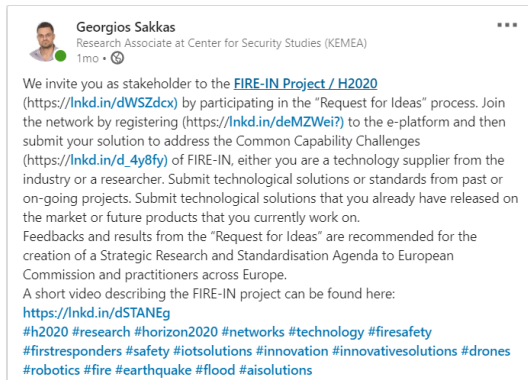 Georgios Sakkas
Research Associate at Center for Security Studies (KEMEA)
1mo •
We invite you as stakeholder to the FIRE-IN Project / H2020
(https://lnkd.in/dWSZdcx) by participating in the “Request for Ideas” process. Join
the network by registering (https://lnkd.in/deMZWei?) to the e-platform and then
submit your solution to address the Common Capability Challenges
(https://lnkd.in/d_4y8fy) of FIRE-IN, either you are a technology supplier from the
industry or a researcher. Submit technological solutions or standards from past or
on-going projects. Submit technological solutions that you already have released on
the market or future products that you currently work on.
Feedbacks and results from the “Request for Ideas” are recommended for the
creation of a Strategic Research and Standardisation Agenda to European
Commission and practitioners across Europe.
A short video describing the FIRE-IN project can be found here:
https://lnkd.in/dSTANEg
#h2020 #research #horizon2020 #networks #technology #firesafety
#firstresponders #safety #iotsolutions #innovation #innovativesolutions #drones
#robotics #fire #earthquake #flood #aisolutions